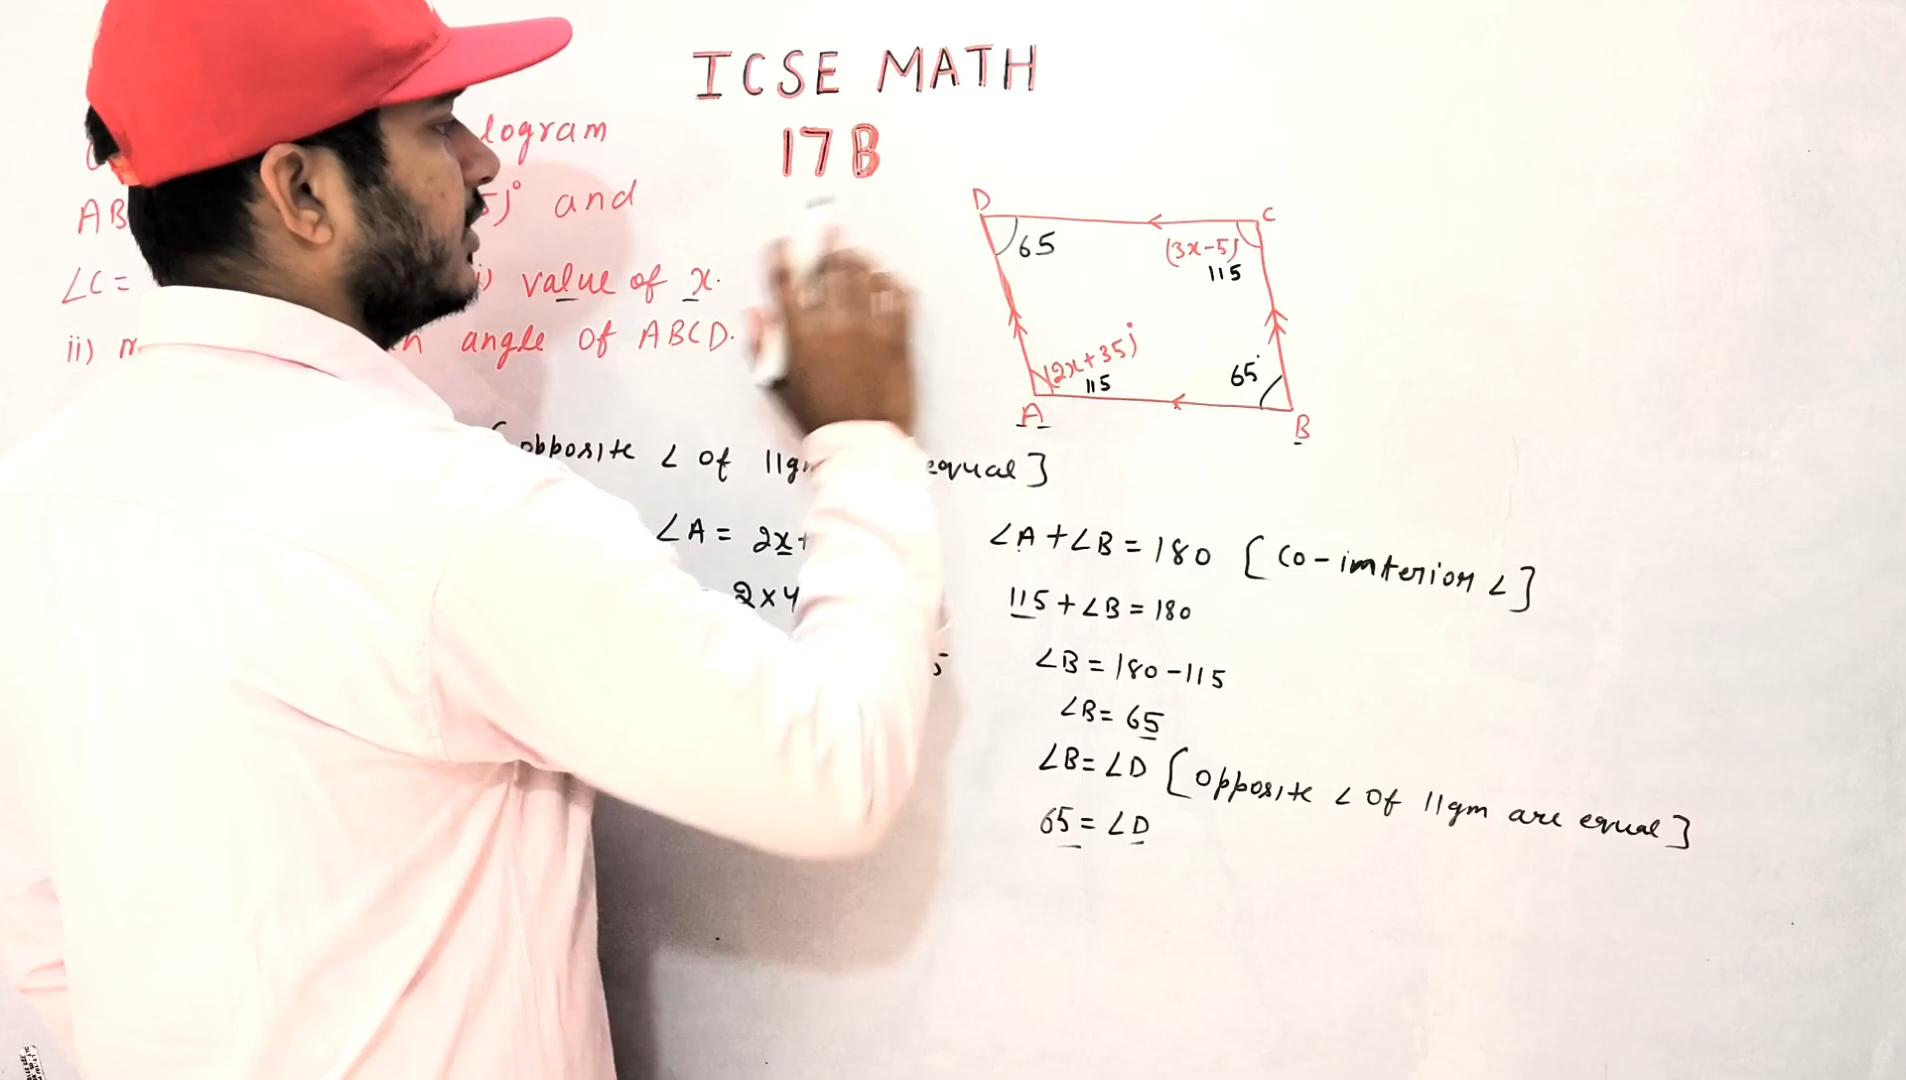 ICSE MATH
17B
logram
AB 5)° and
∠C= i) value of x.
ii) angle of ABCD.
D C
65 (3x-5)
115
(2x+35)°
115 65°
A B
[opposite ∠ of llgm equal]
∠A = 2x+
2x4
5
∠A+∠B=180 [co-imterior ∠]
115+∠B=180
∠B=180-115
∠B=65
∠B=∠D [opposite ∠ of llgm are equal]
65=∠D